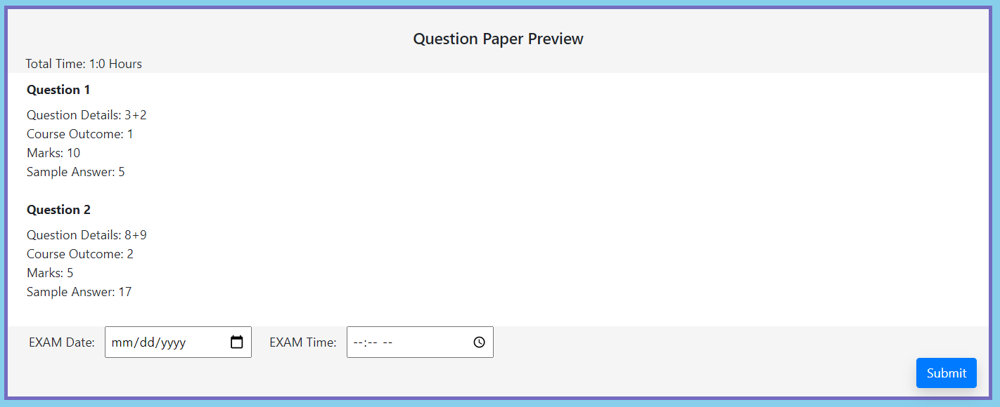 Question Paper Preview
Total Time: 1:0 Hours
Question 1
Question Details: 3+2
Course Outcome: 1
Marks: 10
Sample Answer: 5
Question 2
Question Details: 8+9
Course Outcome: 2
Marks: 5
Sample Answer: 17
EXAM Date: mm/dd/yyyy EXAM Time: --:-- --
Submit